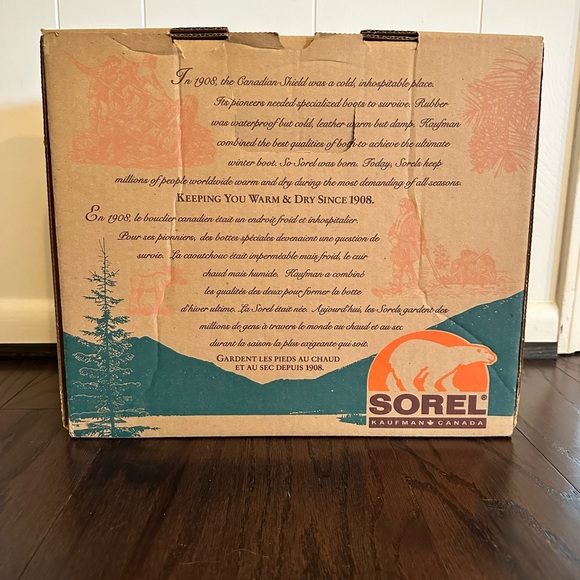 In 1908, the Canadian Shield was a cold, inhospitable place.
Its pioneers needed specialized boots to survive. Rubber
was waterproof but cold, leather warm but damp. Kaufman
combined the best qualities of both to achieve the ultimate
winter boot. So Sorel was born. Today, Sorels keep
millions of people worldwide warm and dry during the most demanding of all seasons.
KEEPING YOU WARM & DRY SINCE 1908.
En 1908, le bouclier canadien était un endroit froid et inhospitalier.
Pour ses pionniers, des bottes spéciales devenaient une question de
survie. La caoutchouc était imperméable mais froid, le cuir
chaud mais humide. Kaufman a combiné
les qualités des deux pour former la botte
d'hiver ultime. La Sorel était née. Aujourd'hui, les Sorels gardent des
millions de gens à travers le monde au chaud et au sec
durant la saison la plus exigeante qui soit.
GARDENT LES PIEDS AU CHAUD
ET AU SEC DEPUIS 1908.
SOREL®
KAUFMAN CANADA